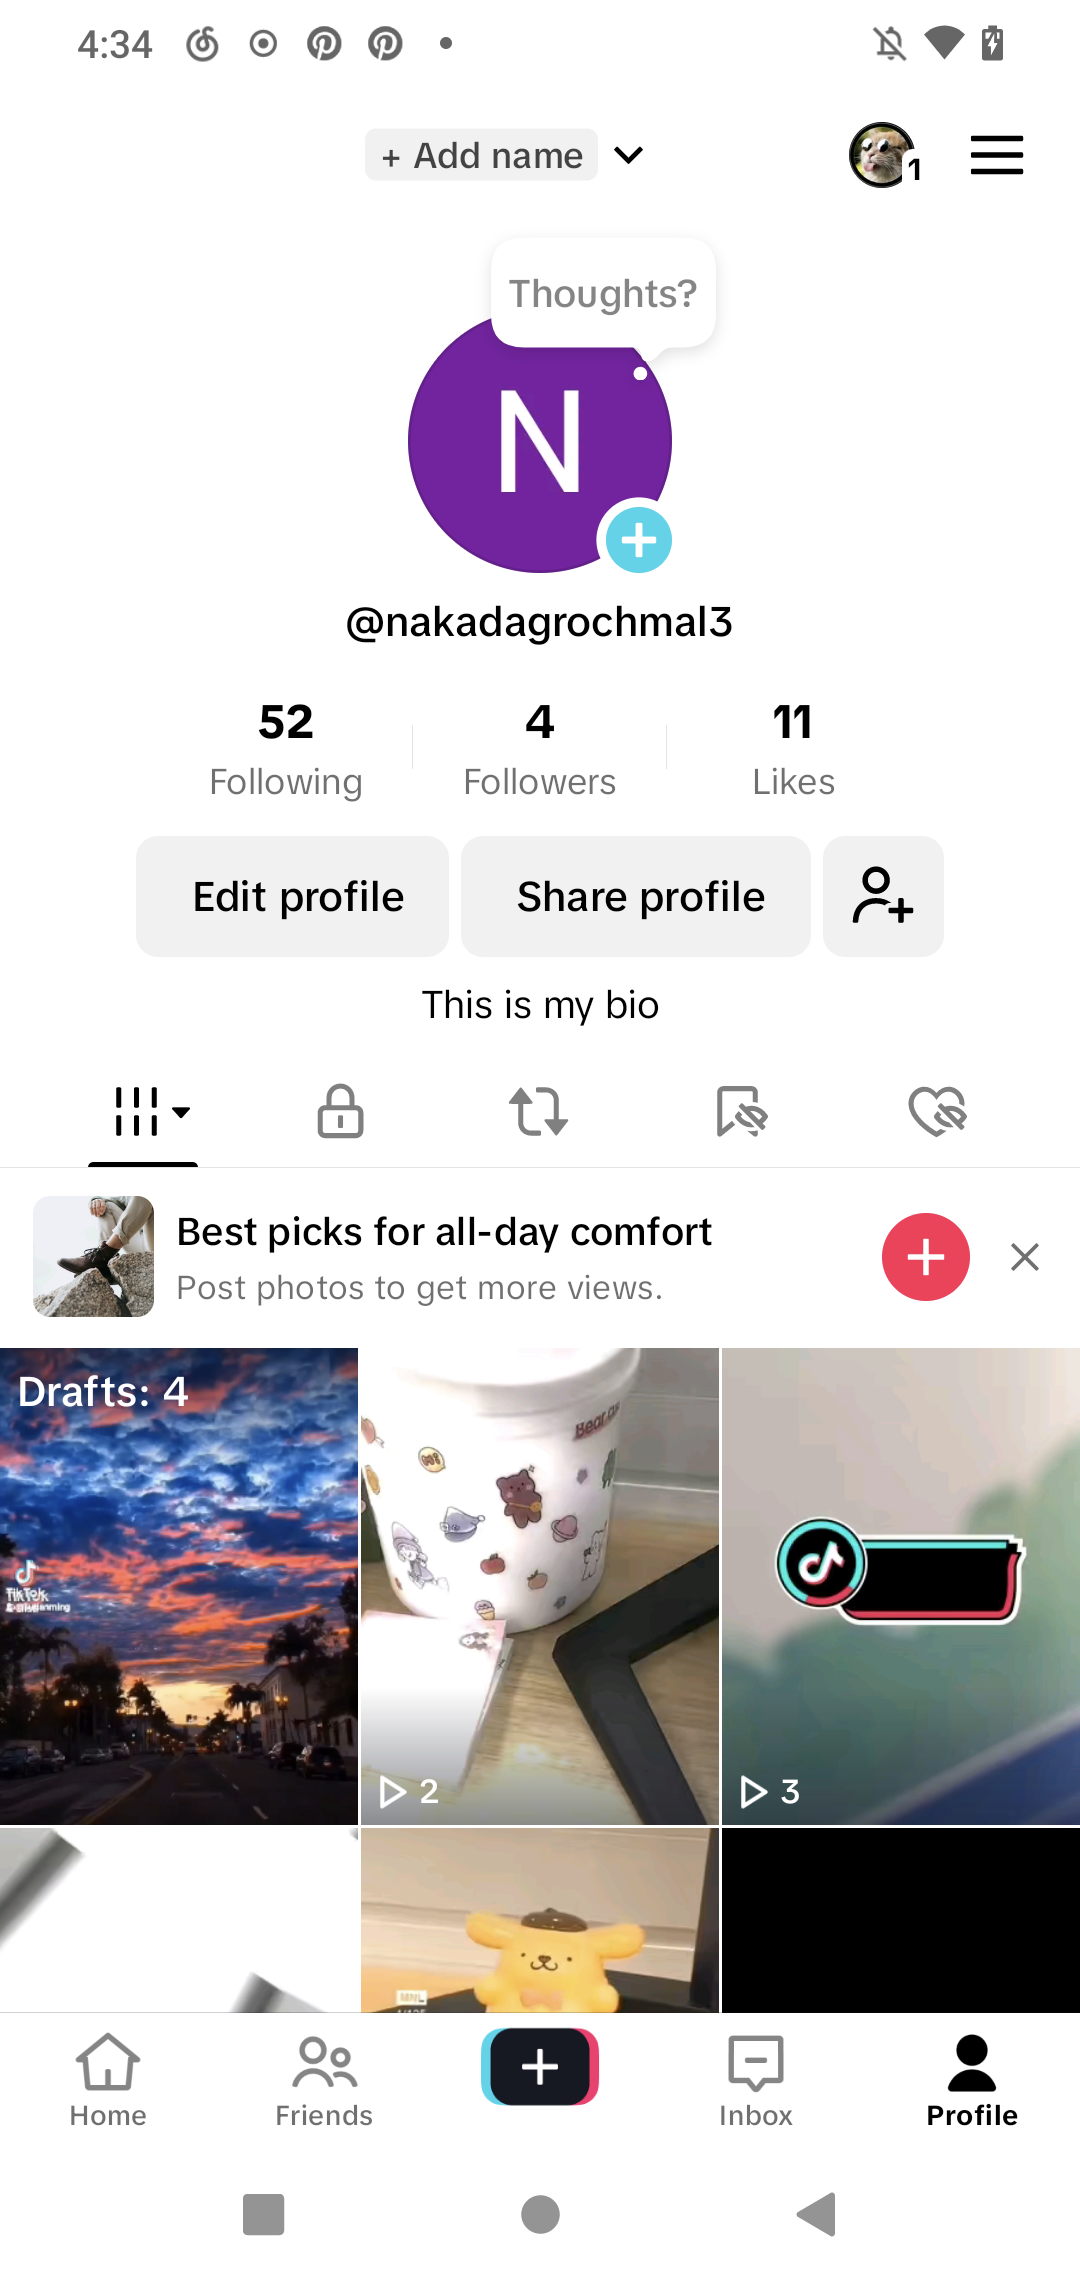 4:34
+ Add name
1
Thoughts?
N
@nakadagrochmal3
52
Following
4
Followers
11
Likes
Edit profile
Share profile
This is my bio
Best picks for all-day comfort
Post photos to get more views.
Drafts: 4
TikTok
2
3
Home
Friends
Inbox
Profile